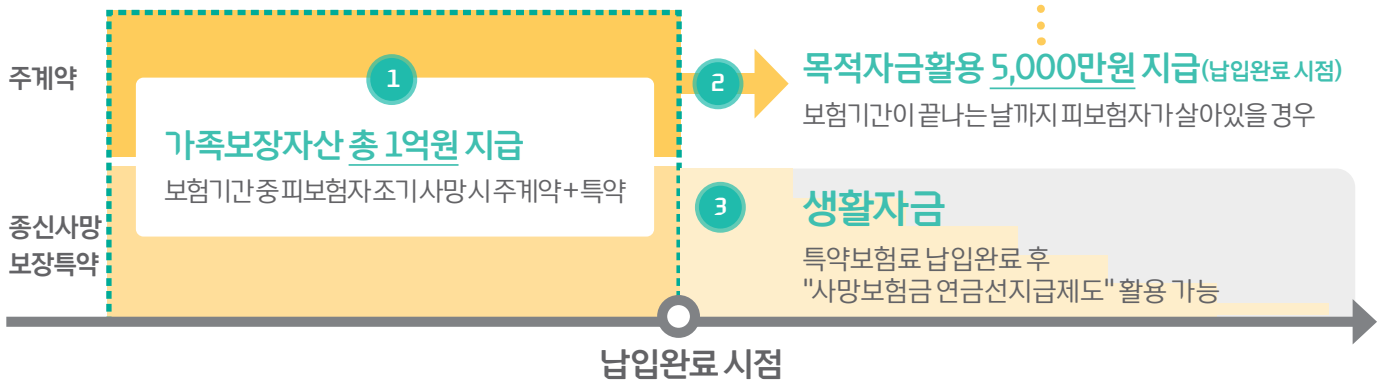 주계약
1
가족보장자산 총 1억원 지급
보험기간 중 피보험자 조기 사망 시 주계약 + 특약
2
목적자금활용 5,000만원 지급(납입완료 시점)
보험기간이 끝나는 날까지 피보험자가 살아있을 경우
종신사망
보장특약
3
생활자금
특약보험료 납입완료 후
"사망보험금 연금선지급제도" 활용 가능
납입완료 시점